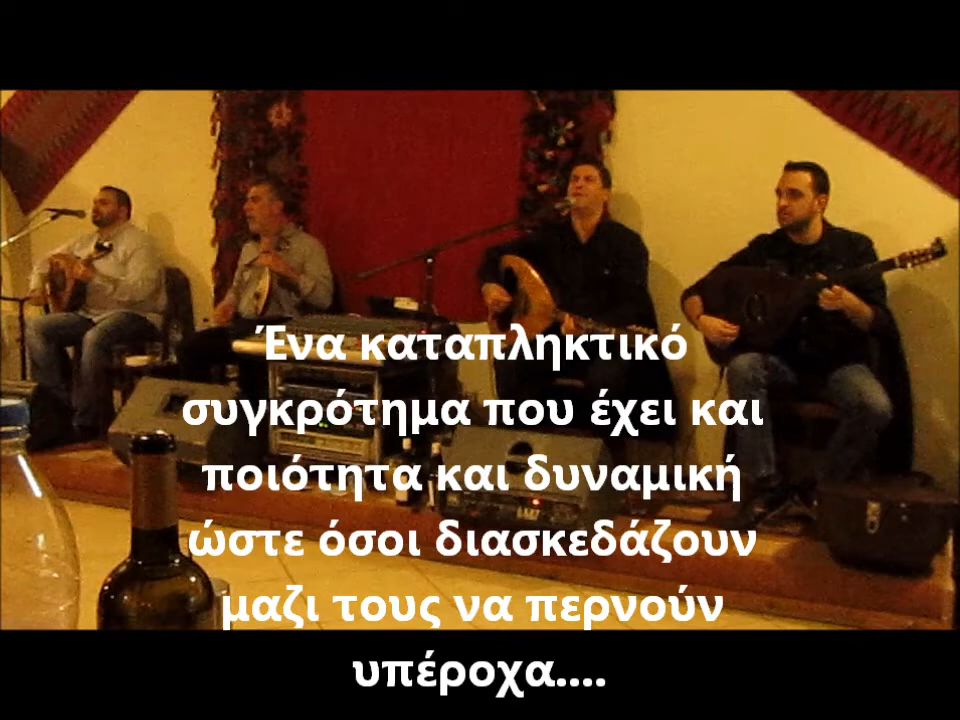 Ένα καταπληκτικό
συγκρότημα που έχει και
ποιότητα και δυναμική
ώστε όσοι διασκεδάζουν
μαζι τους να περνούν
υπέροχα....